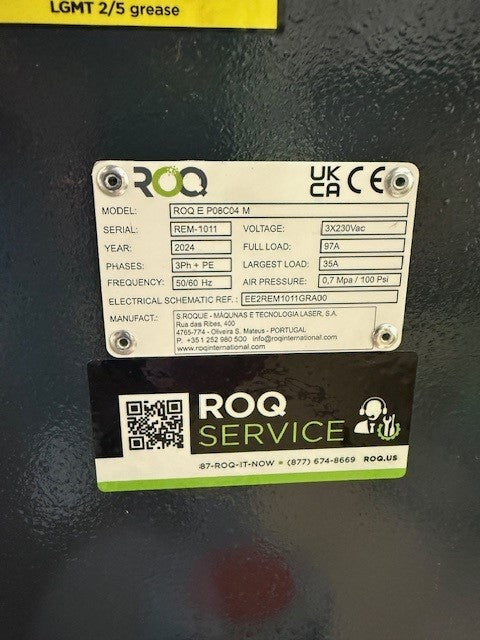 LGMT 2/5 grease
ROQ
UK
CA CE
MODEL: ROQ E P08C04 M
SERIAL: REM-1011 VOLTAGE: 3X230Vac
YEAR: 2024 FULL LOAD: 97A
PHASES: 3Ph + PE LARGEST LOAD: 35A
FREQUENCY: 50/60 Hz AIR PRESSURE: 0,7 Mpa / 100 Psi
ELECTRICAL SCHEMATIC REF. : EE2REM1011GRA00
MANUFACT.: S.ROQUE - MÁQUNAS E TECNOLOGIA LASER, S.A.
Rua das Ribes, 400
4765-774 - Oliveira S. Mateus - PORTUGAL
P. +351 252 980 500 info@roqinternational.com
www.roqinternational.com
ROQ
SERVICE
87-ROQ-IT-NOW • (877) 674-8669 ROQ.US